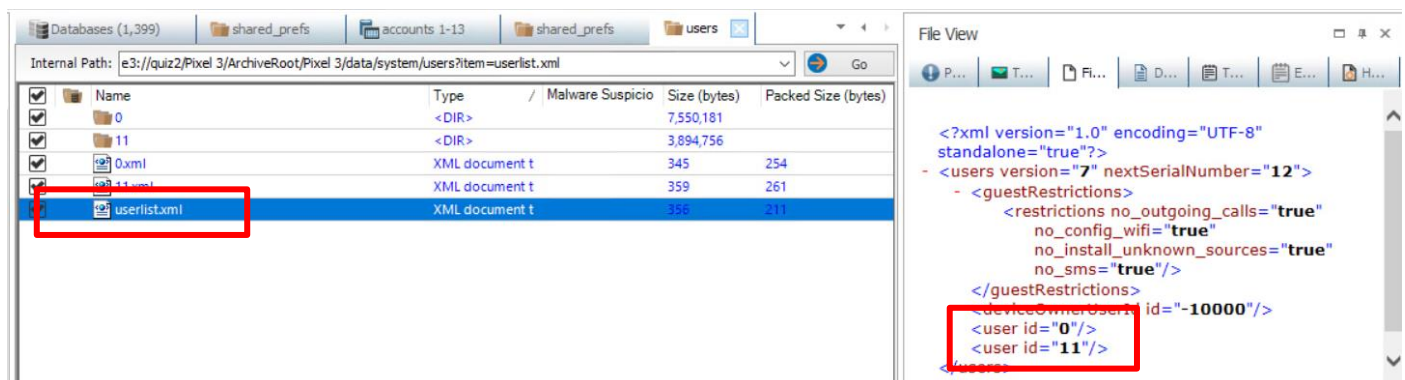 Databases (1,399) shared_prefs accounts 1-13 shared_prefs users
Internal Path: e3://quiz2/Pixel 3/ArchiveRoot/Pixel 3/data/system/users?item=userlist.xml Go
Name Type / Malware Suspicio Size (bytes) Packed Size (bytes)
0 <DIR> 7,550,181
11 <DIR> 3,894,756
0.xml XML document t 345 254
11.xml XML document t 359 261
userlist.xml XML document t 356 211
File View
P... T... Fi... D... T... E... H...
<?xml version="1.0" encoding="UTF-8"
standalone="true"?>
- <users version="7" nextSerialNumber="12">
- <guestRestrictions>
<restrictions no_outgoing_calls="true"
no_config_wifi="true"
no_install_unknown_sources="true"
no_sms="true"/>
</guestRestrictions>
<deviceOwnerUserId id="-10000"/>
<user id="0"/>
<user id="11"/>
</users>